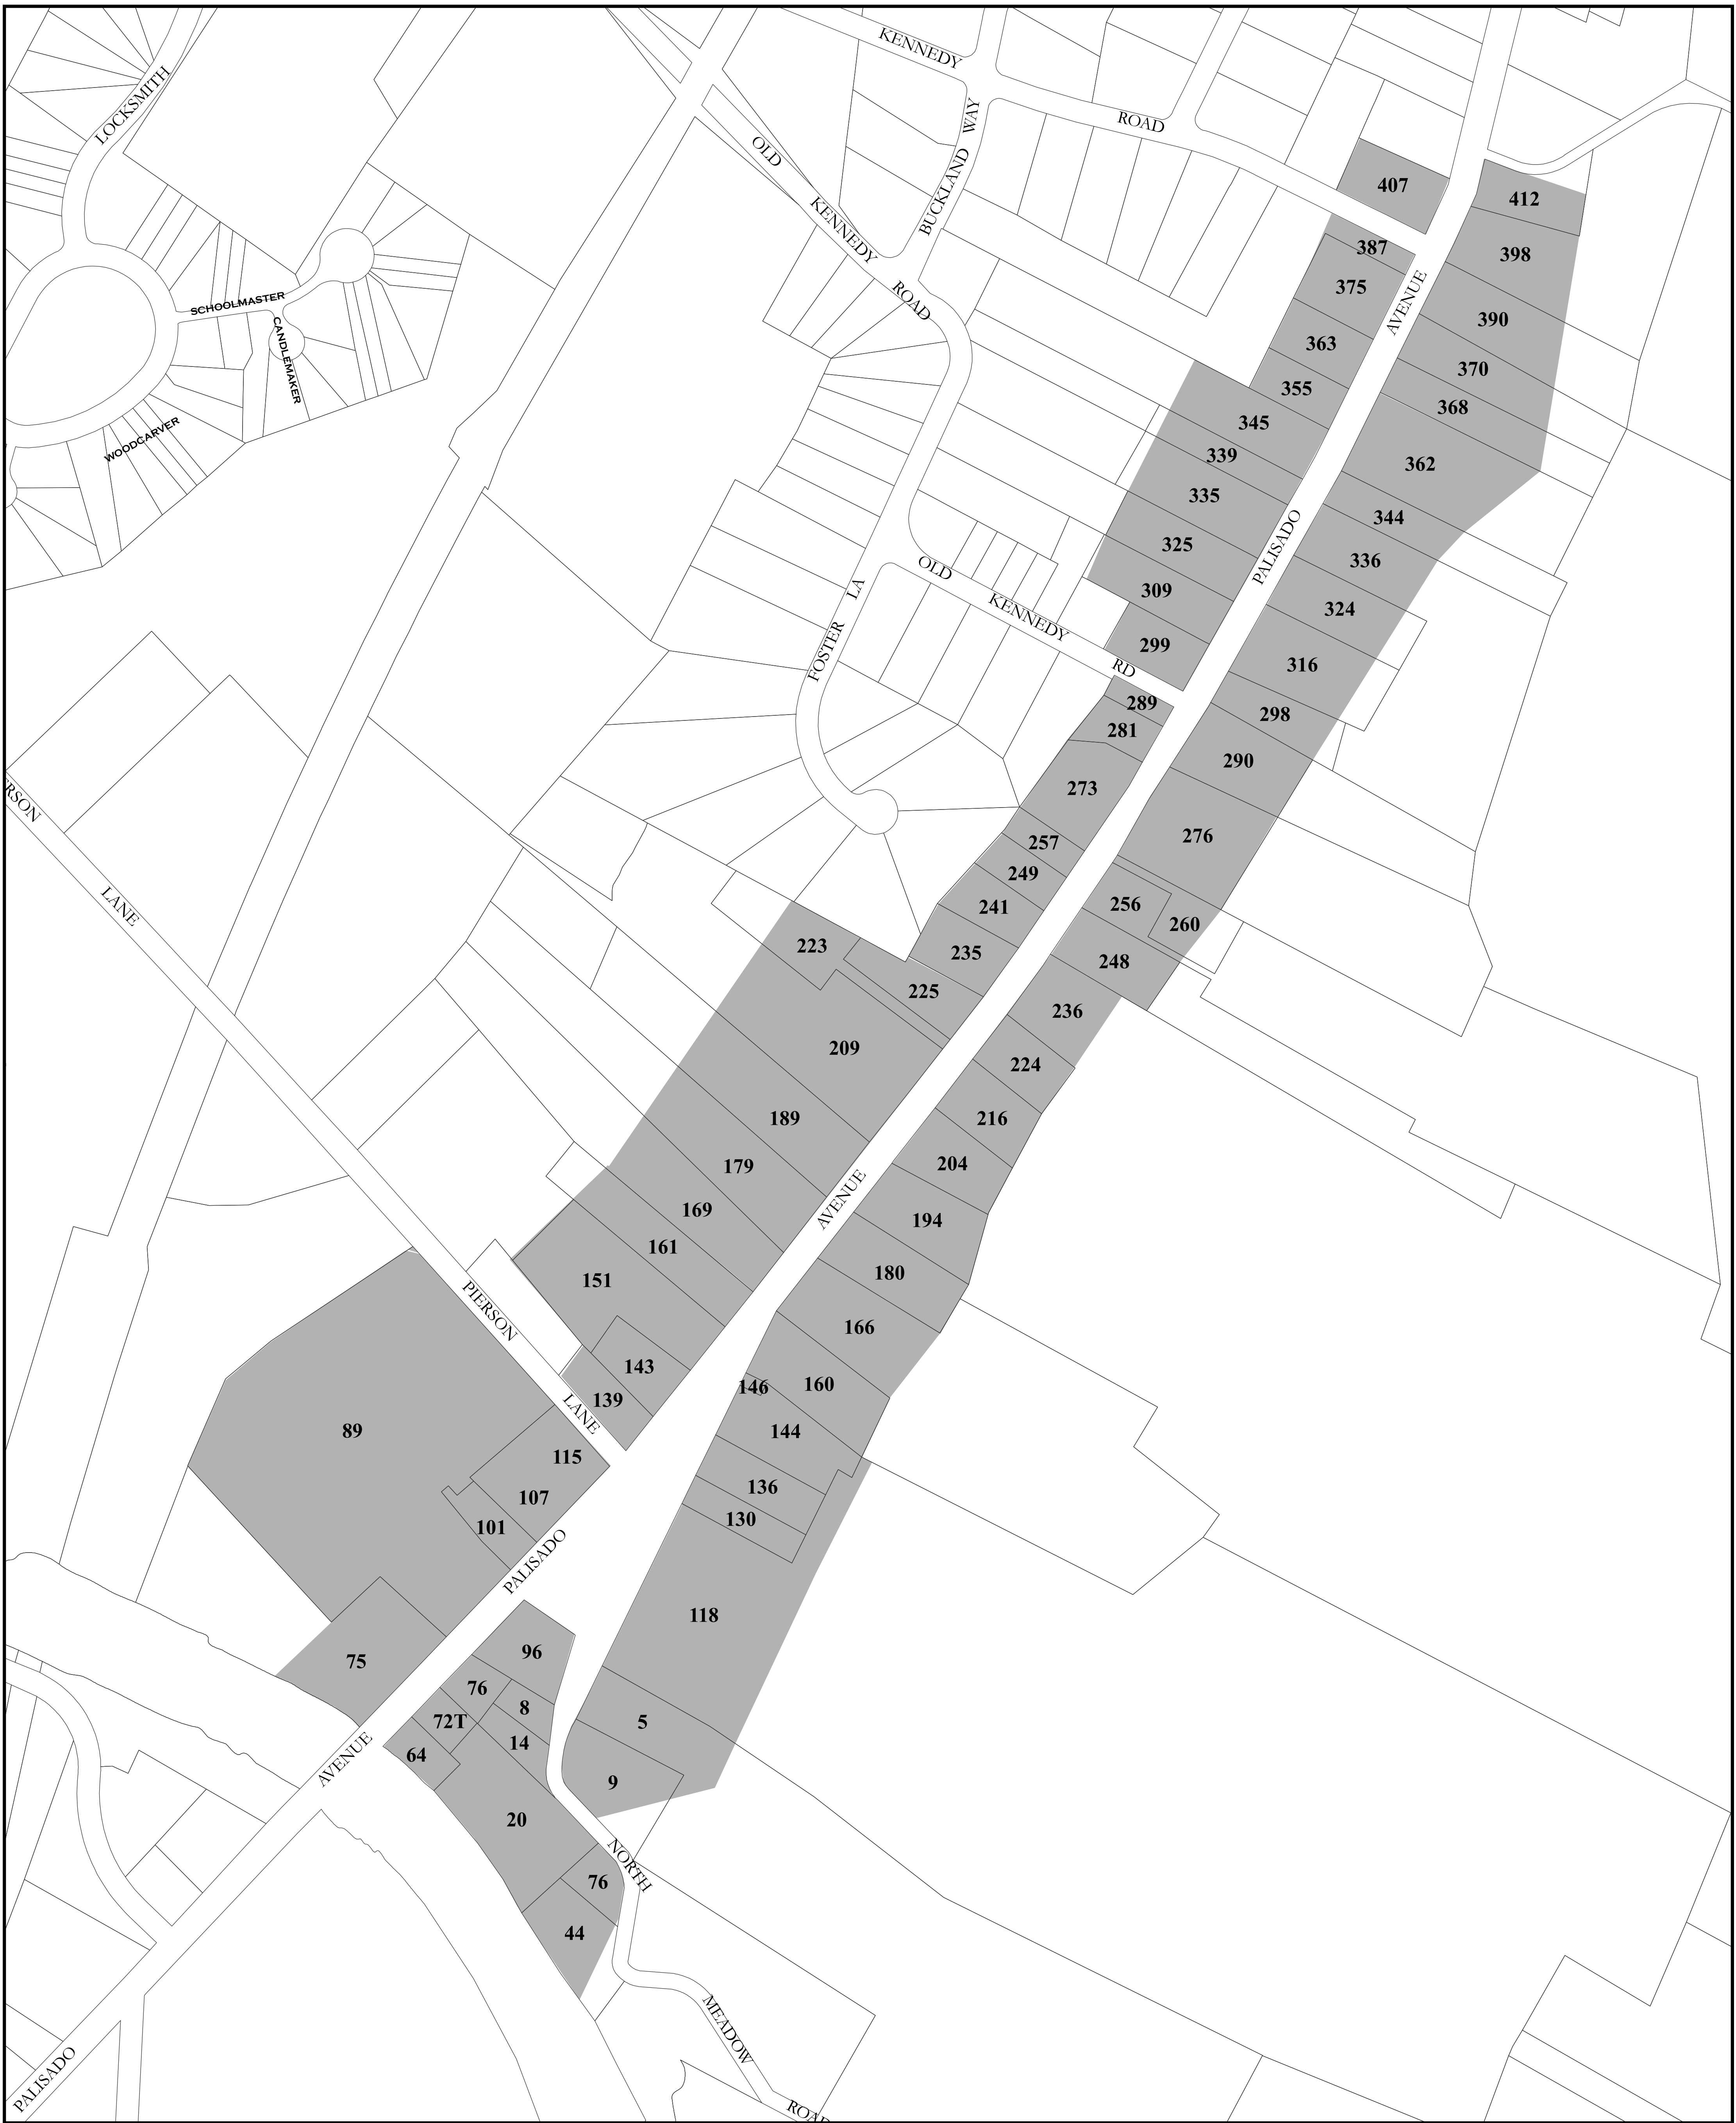 KENNEDY
LOCKSMITH
WAY
ROAD
OLD
BUCKLAND
407
412
KENNEDY
387
398
375
SCHOOLMASTER
ROAD
AVENUE
390
363
CANDLEMAKER
370
355
368
345
WOODCARVER
339
362
335
344
325
PALISADO
336
OLD
LA
309
KENNEDY
324
299
FOSTER
RD
316
289
298
281
290
273
RSON
276
257
249
LANE
241
256
260
223
235
248
225
236
209
224
189
216
179
204
AVENUE
169
194
161
180
151
PIERSON
166
143
160
146
139
LANE
89
144
115
136
107
130
101
PALISADO
118
96
75
76
8
5
72T
14
64
AVENUE
9
20
NORTH
76
44
MEADOW
PALISADO
ROAD